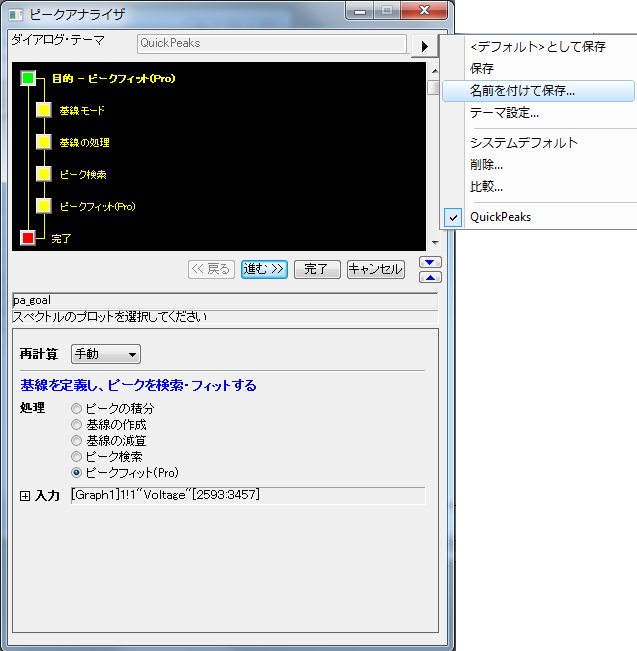 ピークアナライザ
ダイアログ・テーマ
QuickPeaks
<デフォルト>として保存
保存
名前を付けて保存...
テーマ設定...
システムデフォルト
削除...
比較...
QuickPeaks
目的 - ピークフィット(Pro)
基線モード
基線の処理
ピーク検索
ピークフィット(Pro)
完了
<< 戻る
進む >>
完了
キャンセル
pa_goal
スペクトルのプロットを選択してください
再計算
手動
基線を定義し、ピークを検索・フットする
処理
ピークの積分
基線の作成
基線の減算
ピーク検索
ピークフィット(Pro)
入力
[Graph1]1!1"Voltage"[2593:3457]